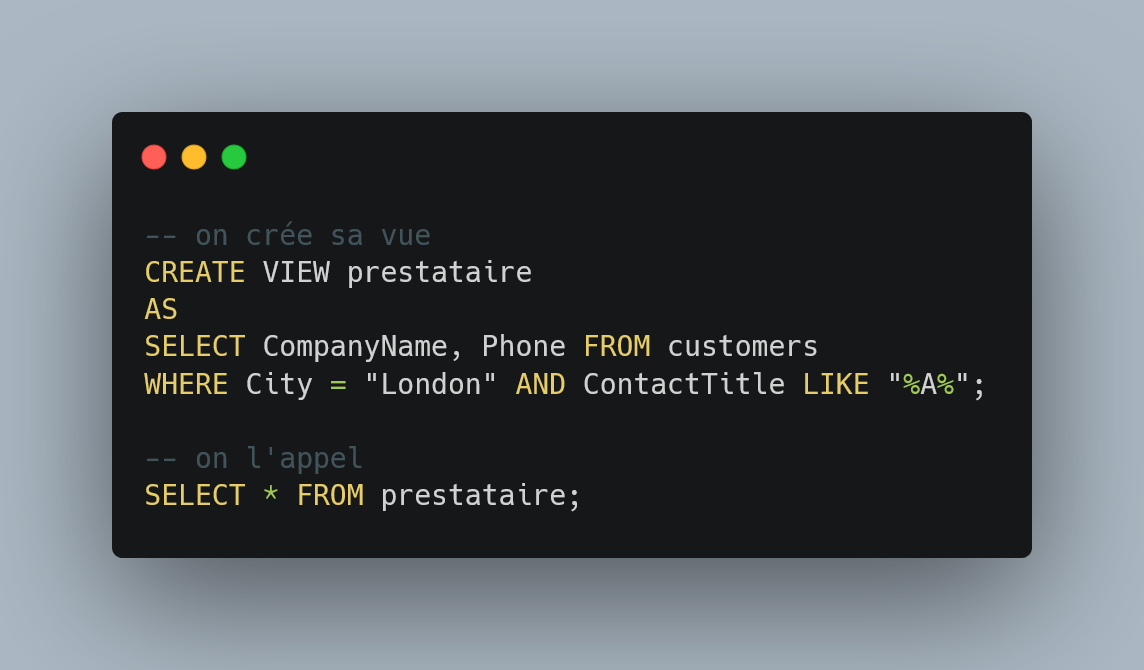 -- on crée sa vue
CREATE VIEW prestataire
AS
SELECT CompanyName, Phone FROM customers
WHERE City = "London" AND ContactTitle LIKE "%A%";
-- on l'appel
SELECT * FROM prestataire;